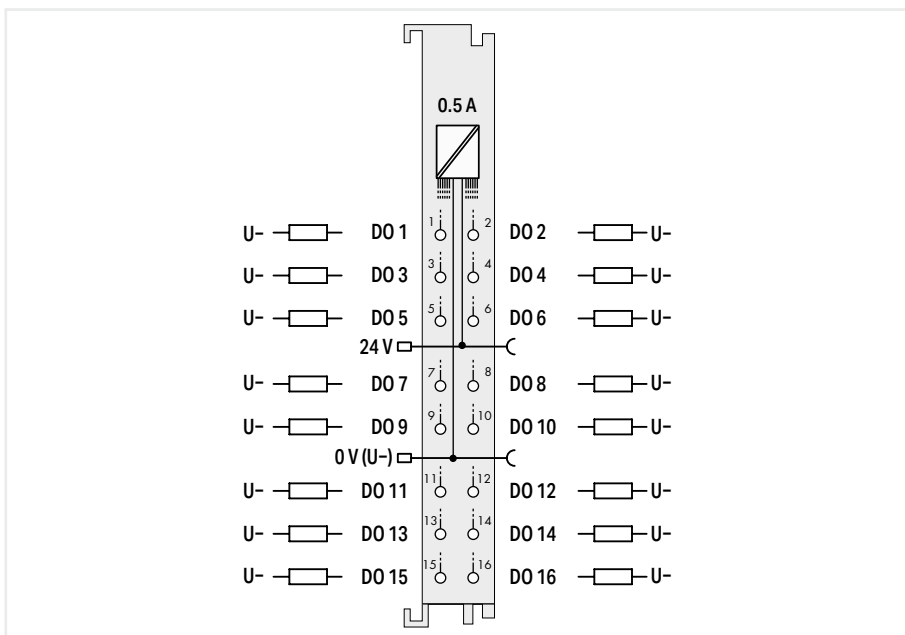 0.5 A
U− DO 1 1 2 DO 2 U−
U− DO 3 3 4 DO 4 U−
U− DO 5 5 6 DO 6 U−
24 V
U− DO 7 7 8 DO 8 U−
U− DO 9 9 10 DO 10 U−
0 V (U−)
U− DO 11 11 12 DO 12 U−
U− DO 13 13 14 DO 14 U−
U− DO 15 15 16 DO 16 U−